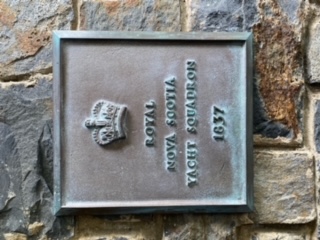 ROYAL
NOVA SCOTIA
YACHT SQUADRON
1837